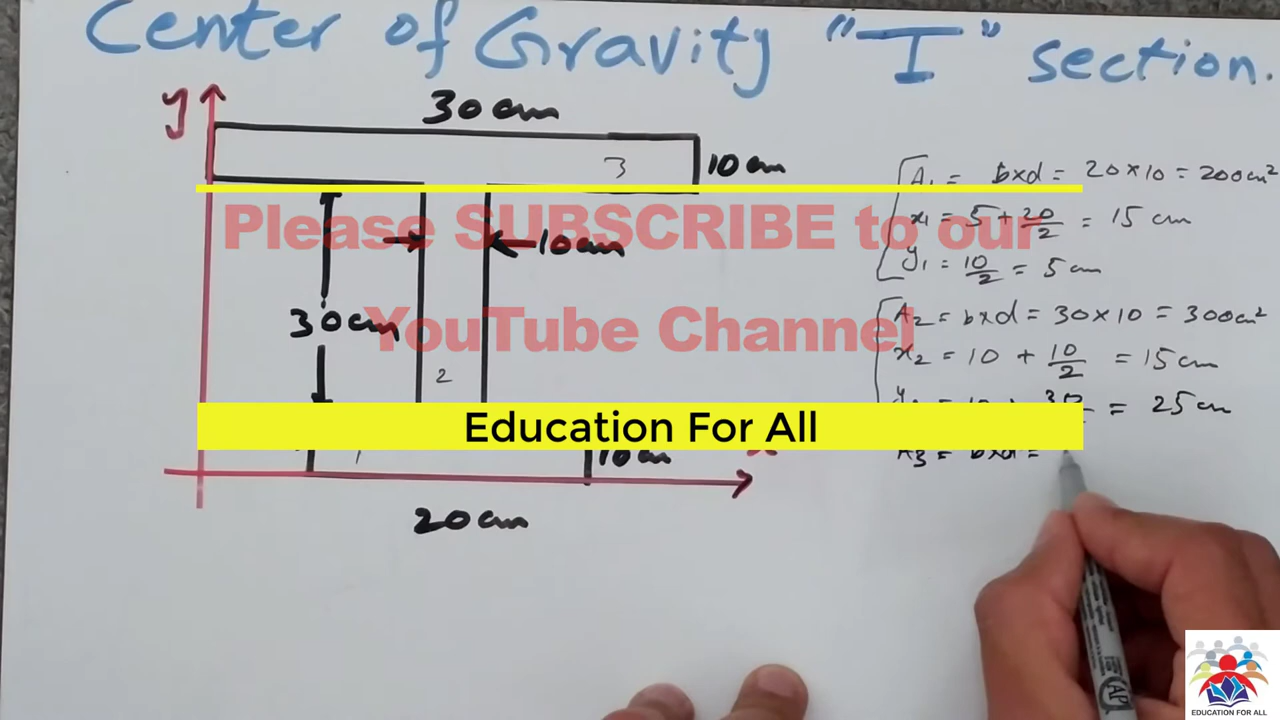 Center of Gravity "I" section.
y
30 cm
3
10 cm
10 cm
30 cm
2
1
10 cm
20 cm
A1 = b×d = 20×10 = 200cm²
x1 = 5 + 20/2 = 15 cm
y1 = 10/2 = 5 cm
A2 = b×d = 30×10 = 300cm²
x2 = 10 + 10/2 = 15 cm
= 25 cm
A3 = b×d =
Please SUBSCRIBE to our
YouTube Channel
Education For All
AP
EDUCATION FOR ALL